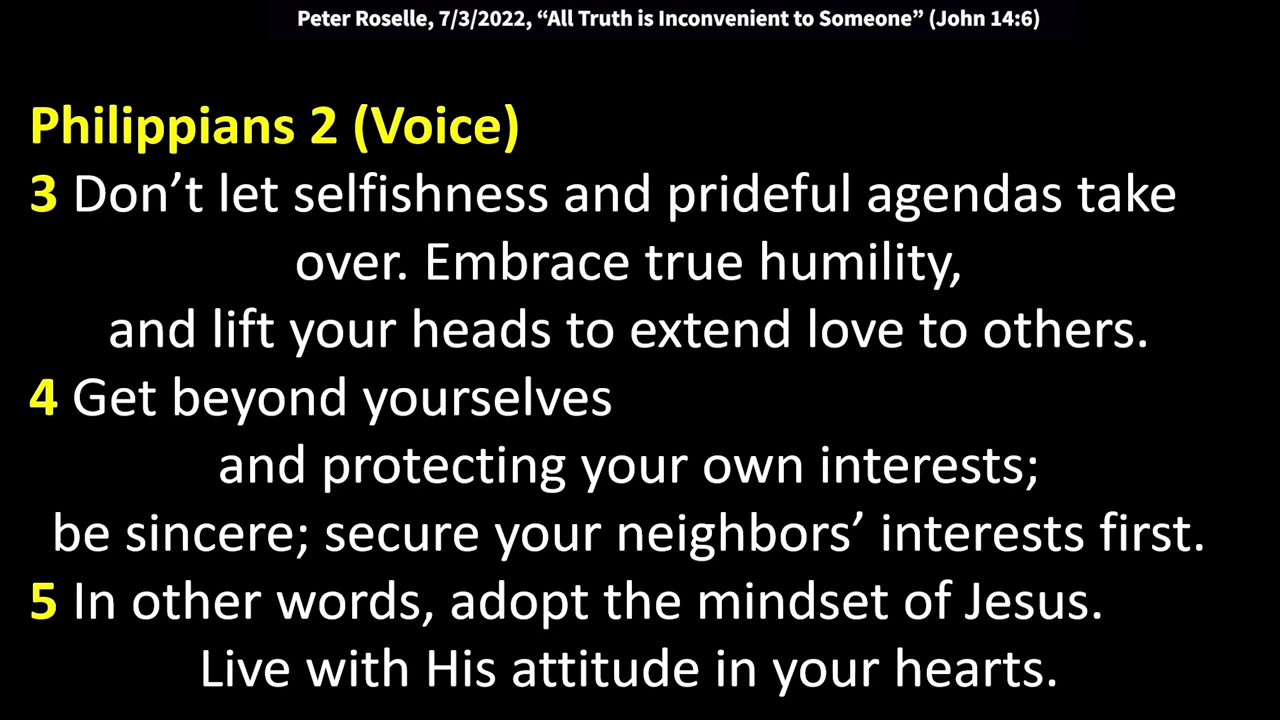 Peter Roselle, 7/3/2022, “All Truth is Inconvenient to Someone” (John 14:6)
Philippians 2 (Voice)
3 Don’t let selfishness and prideful agendas take
over. Embrace true humility,
and lift your heads to extend love to others.
4 Get beyond yourselves
and protecting your own interests;
be sincere; secure your neighbors’ interests first.
5 In other words, adopt the mindset of Jesus.
Live with His attitude in your hearts.